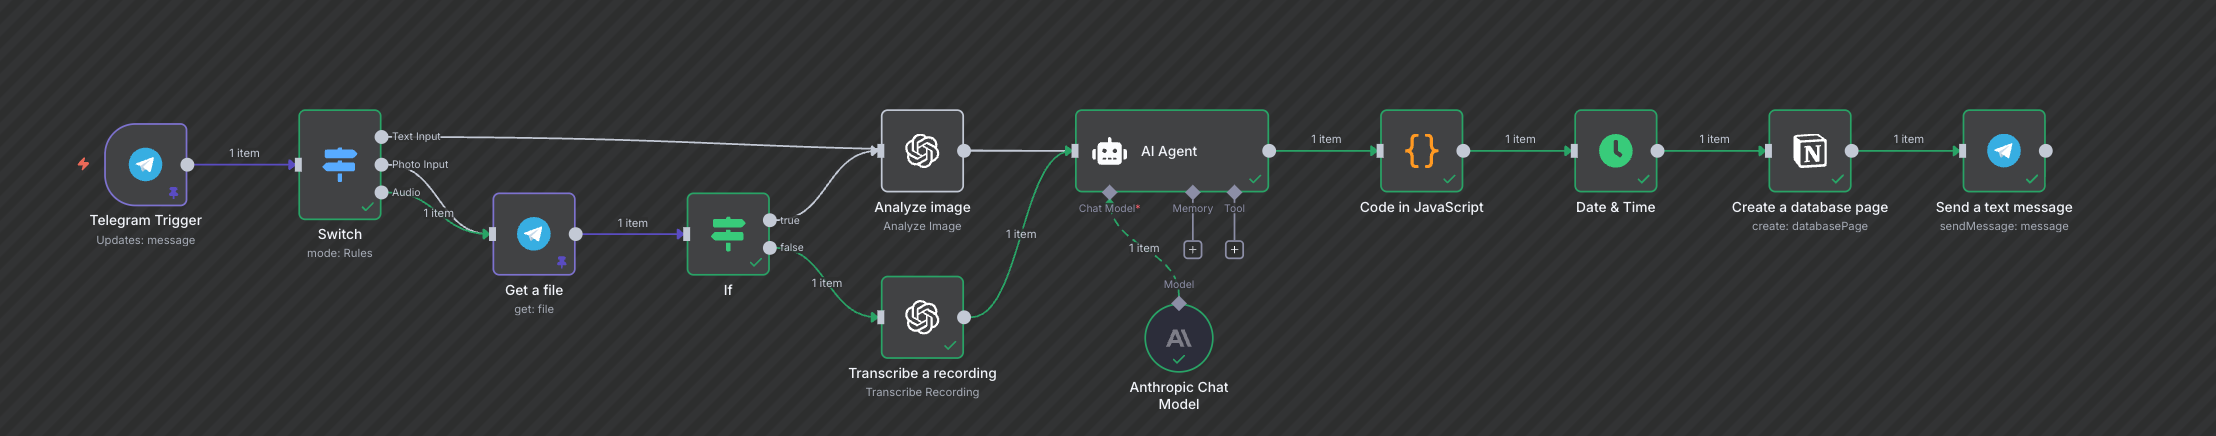 Telegram Trigger
Updates: message
1 item
Switch
mode: Rules
Text Input
Photo Input
Audio
1 item
Get a file
get: file
1 item
If
true
false
1 item
Analyze image
Analyze Image
Transcribe a recording
Transcribe Recording
1 item
AI Agent
Chat Model*
Memory
Tool
1 item
Model
Anthropic Chat
Model
1 item
Code in JavaScript
1 item
Date & Time
1 item
Create a database page
create: databasePage
1 item
Send a text message
sendMessage: message